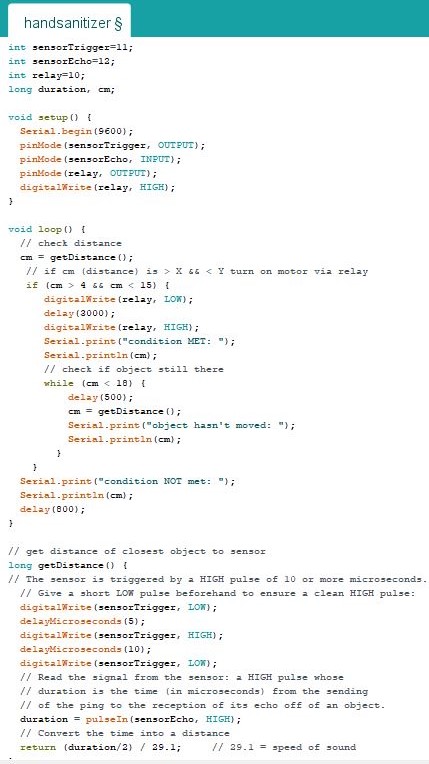 handsanitizer §
int sensorTrigger=11;
int sensorEcho=12;
int relay=10;
long duration, cm;
void setup() {
Serial.begin(9600);
pinMode(sensorTrigger, OUTPUT);
pinMode(sensorEcho, INPUT);
pinMode(relay, OUTPUT);
digitalWrite(relay, HIGH);
}
void loop() {
// check distance
cm = getDistance();
// if cm (distance) is > X && < Y turn on motor via relay
if (cm > 4 && cm < 15) {
digitalWrite(relay, LOW);
delay(3000);
digitalWrite(relay, HIGH);
Serial.print("condition MET: ");
Serial.println(cm);
// check if object still there
while (cm < 18) {
delay(500);
cm = getDistance();
Serial.print("object hasn't moved: ");
Serial.println(cm);
}
}
Serial.print("condition NOT met: ");
Serial.println(cm);
delay(800);
}
// get distance of closest object to sensor
long getDistance() {
// The sensor is triggered by a HIGH pulse of 10 or more microseconds.
// Give a short LOW pulse beforehand to ensure a clean HIGH pulse:
digitalWrite(sensorTrigger, LOW);
delayMicroseconds(5);
digitalWrite(sensorTrigger, HIGH);
delayMicroseconds(10);
digitalWrite(sensorTrigger, LOW);
// Read the signal from the sensor: a HIGH pulse whose
// duration is the time (in microseconds) from the sending
// of the ping to the reception of its echo off of an object.
duration = pulseIn(sensorEcho, HIGH);
// Convert the time into a distance
return (duration/2) / 29.1; // 29.1 = speed of sound